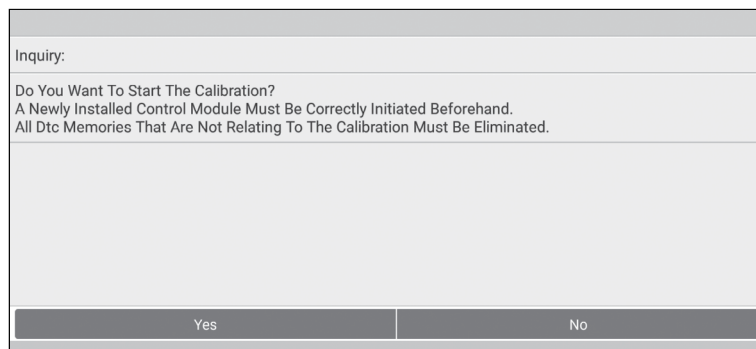 Inquiry:
Do You Want To Start The Calibration?
A Newly Installed Control Module Must Be Correctly Initiated Beforehand.
All Dtc Memories That Are Not Relating To The Calibration Must Be Eliminated.
Yes
No